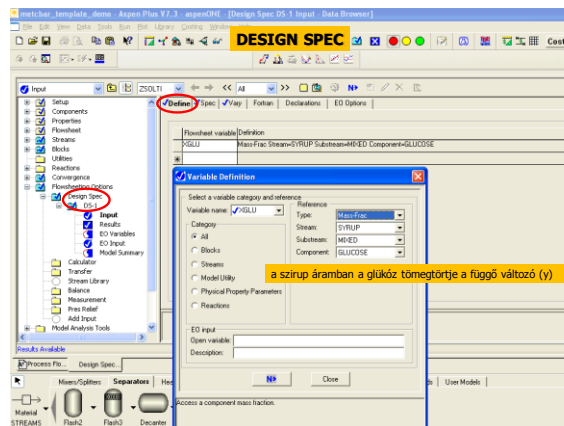 metcbar_template_demo - Aspen Plus V7.3 - aspenONE - [Design Spec DS-1 Input - Data Browser]
File Edit View Data Tools Run Plot Library Costing Window Help
DESIGN SPEC
Cost
Input
ZSOLTI
All
<<
>>
N>
Setup
Components
Properties
Flowsheet
Streams
Blocks
Utilities
Reactions
Convergence
Flowsheeting Options
Design Spec
DS-1
Input
Results
EO Variables
EO Input
Model Summary
Calculator
Transfer
Stream Library
Balance
Measurement
Pres Relief
Add Input
Model Analysis Tools
Define Spec Vary Fortran Declarations EO Options
Flowsheet variable Definition
XGLU Mass-Frac Stream=SYRUP Substream=MIXED Component=GLUCOSE
Variable Definition
Select a variable category and reference
Variable name: XGLU
Category
All
Blocks
Streams
Model Utility
Physical Property Parameters
Reactions
Reference
Type: Mass-Frac
Stream: SYRUP
Substream: MIXED
Component: GLUCOSE
a szirup áramban a glükóz tömegtörtje a függő változó (y)
EO input
Open variable:
Description:
N>
Close
Access a component mass fraction.
Results Available
Process Flo... Design Spec...
Mixers/Splitters Separators
User Models
Material
STREAMS
Flash2 Flash3 Decanter